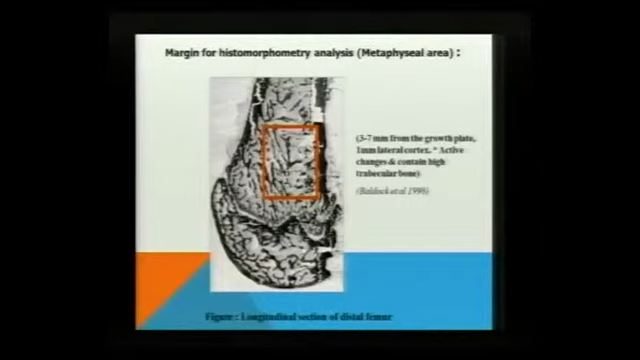 Margin for histomorphometry analysis (Metaphyseal area) :
(3-7 mm from the growth plate,
1mm lateral cortex. * Active
changes & contain high
trabecular bone)
(Baldock et al 1998)
Figure : Longitudinal section of distal femur